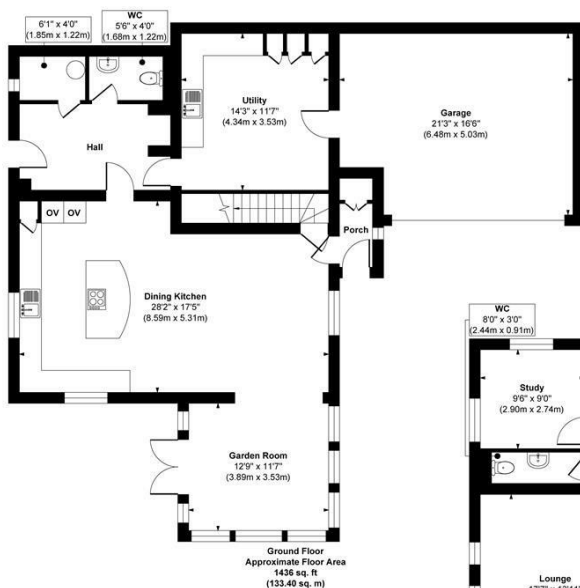 6'1" x 4'0"
(1.85m x 1.22m)
WC
5'6" x 4'0"
(1.68m x 1.22m)
Utility
14'3" x 11'7"
(4.34m x 3.53m)
Garage
21'3" x 16'6"
(6.48m x 5.03m)
Hall
OV
OV
Porch
Dining Kitchen
28'2" x 17'5"
(8.59m x 5.31m)
WC
8'0" x 3'0"
(2.44m x 0.91m)
Study
9'6" x 9'0"
(2.90m x 2.74m)
Garden Room
12'9" x 11'7"
(3.89m x 3.53m)
Ground Floor
Approximate Floor Area
1436 sq. ft
(133.40 sq. m)
Lounge